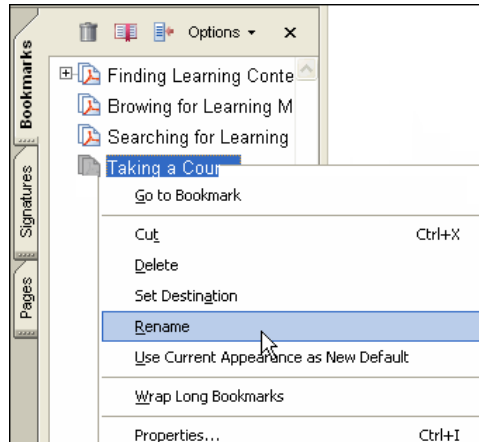 Bookmarks
Signatures
Pages
Options
Finding Learning Conte
Browing for Learning M
Searching for Learning
Taking a Cour
Go to Bookmark
Cut Ctrl+X
Delete
Set Destination
Rename
Use Current Appearance as New Default
Wrap Long Bookmarks
Properties... Ctrl+I